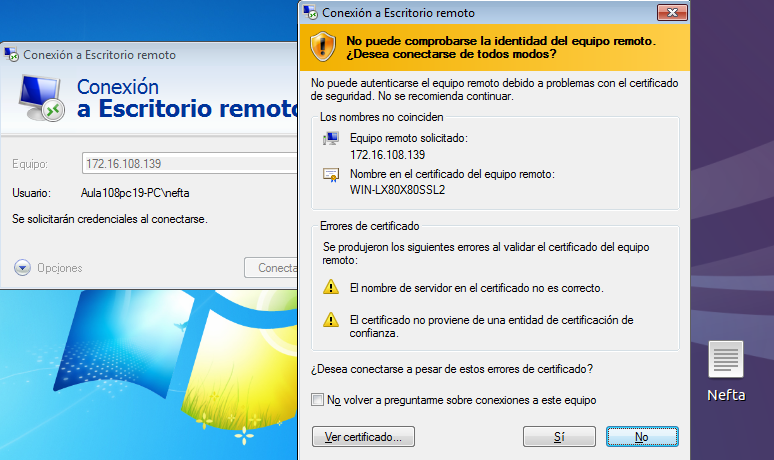 Conexión a Escritorio remoto
Conexión
a Escritorio remoto
Equipo:
172.16.108.139
Usuario:
Aula108pc19-PC\nefta
Se solicitarán credenciales al conectarse.
Opciones
Conecta
Conexión a Escritorio remoto
No puede comprobarse la identidad del equipo remoto.
¿Desea conectarse de todos modos?
No puede autenticarse el equipo remoto debido a problemas con el certificado
de seguridad. No se recomienda continuar.
Los nombres no coinciden
Equipo remoto solicitado:
172.16.108.139
Nombre en el certificado del equipo remoto:
WIN-LX80X80SSL2
Errores de certificado
Se produjeron los siguientes errores al validar el certificado del equipo
remoto:
El nombre de servidor en el certificado no es correcto.
El certificado no proviene de una entidad de certificación de
confianza.
¿Desea conectarse a pesar de estos errores de certificado?
No volver a preguntarme sobre conexiones a este equipo
Ver certificado...
Sí
No
Nefta